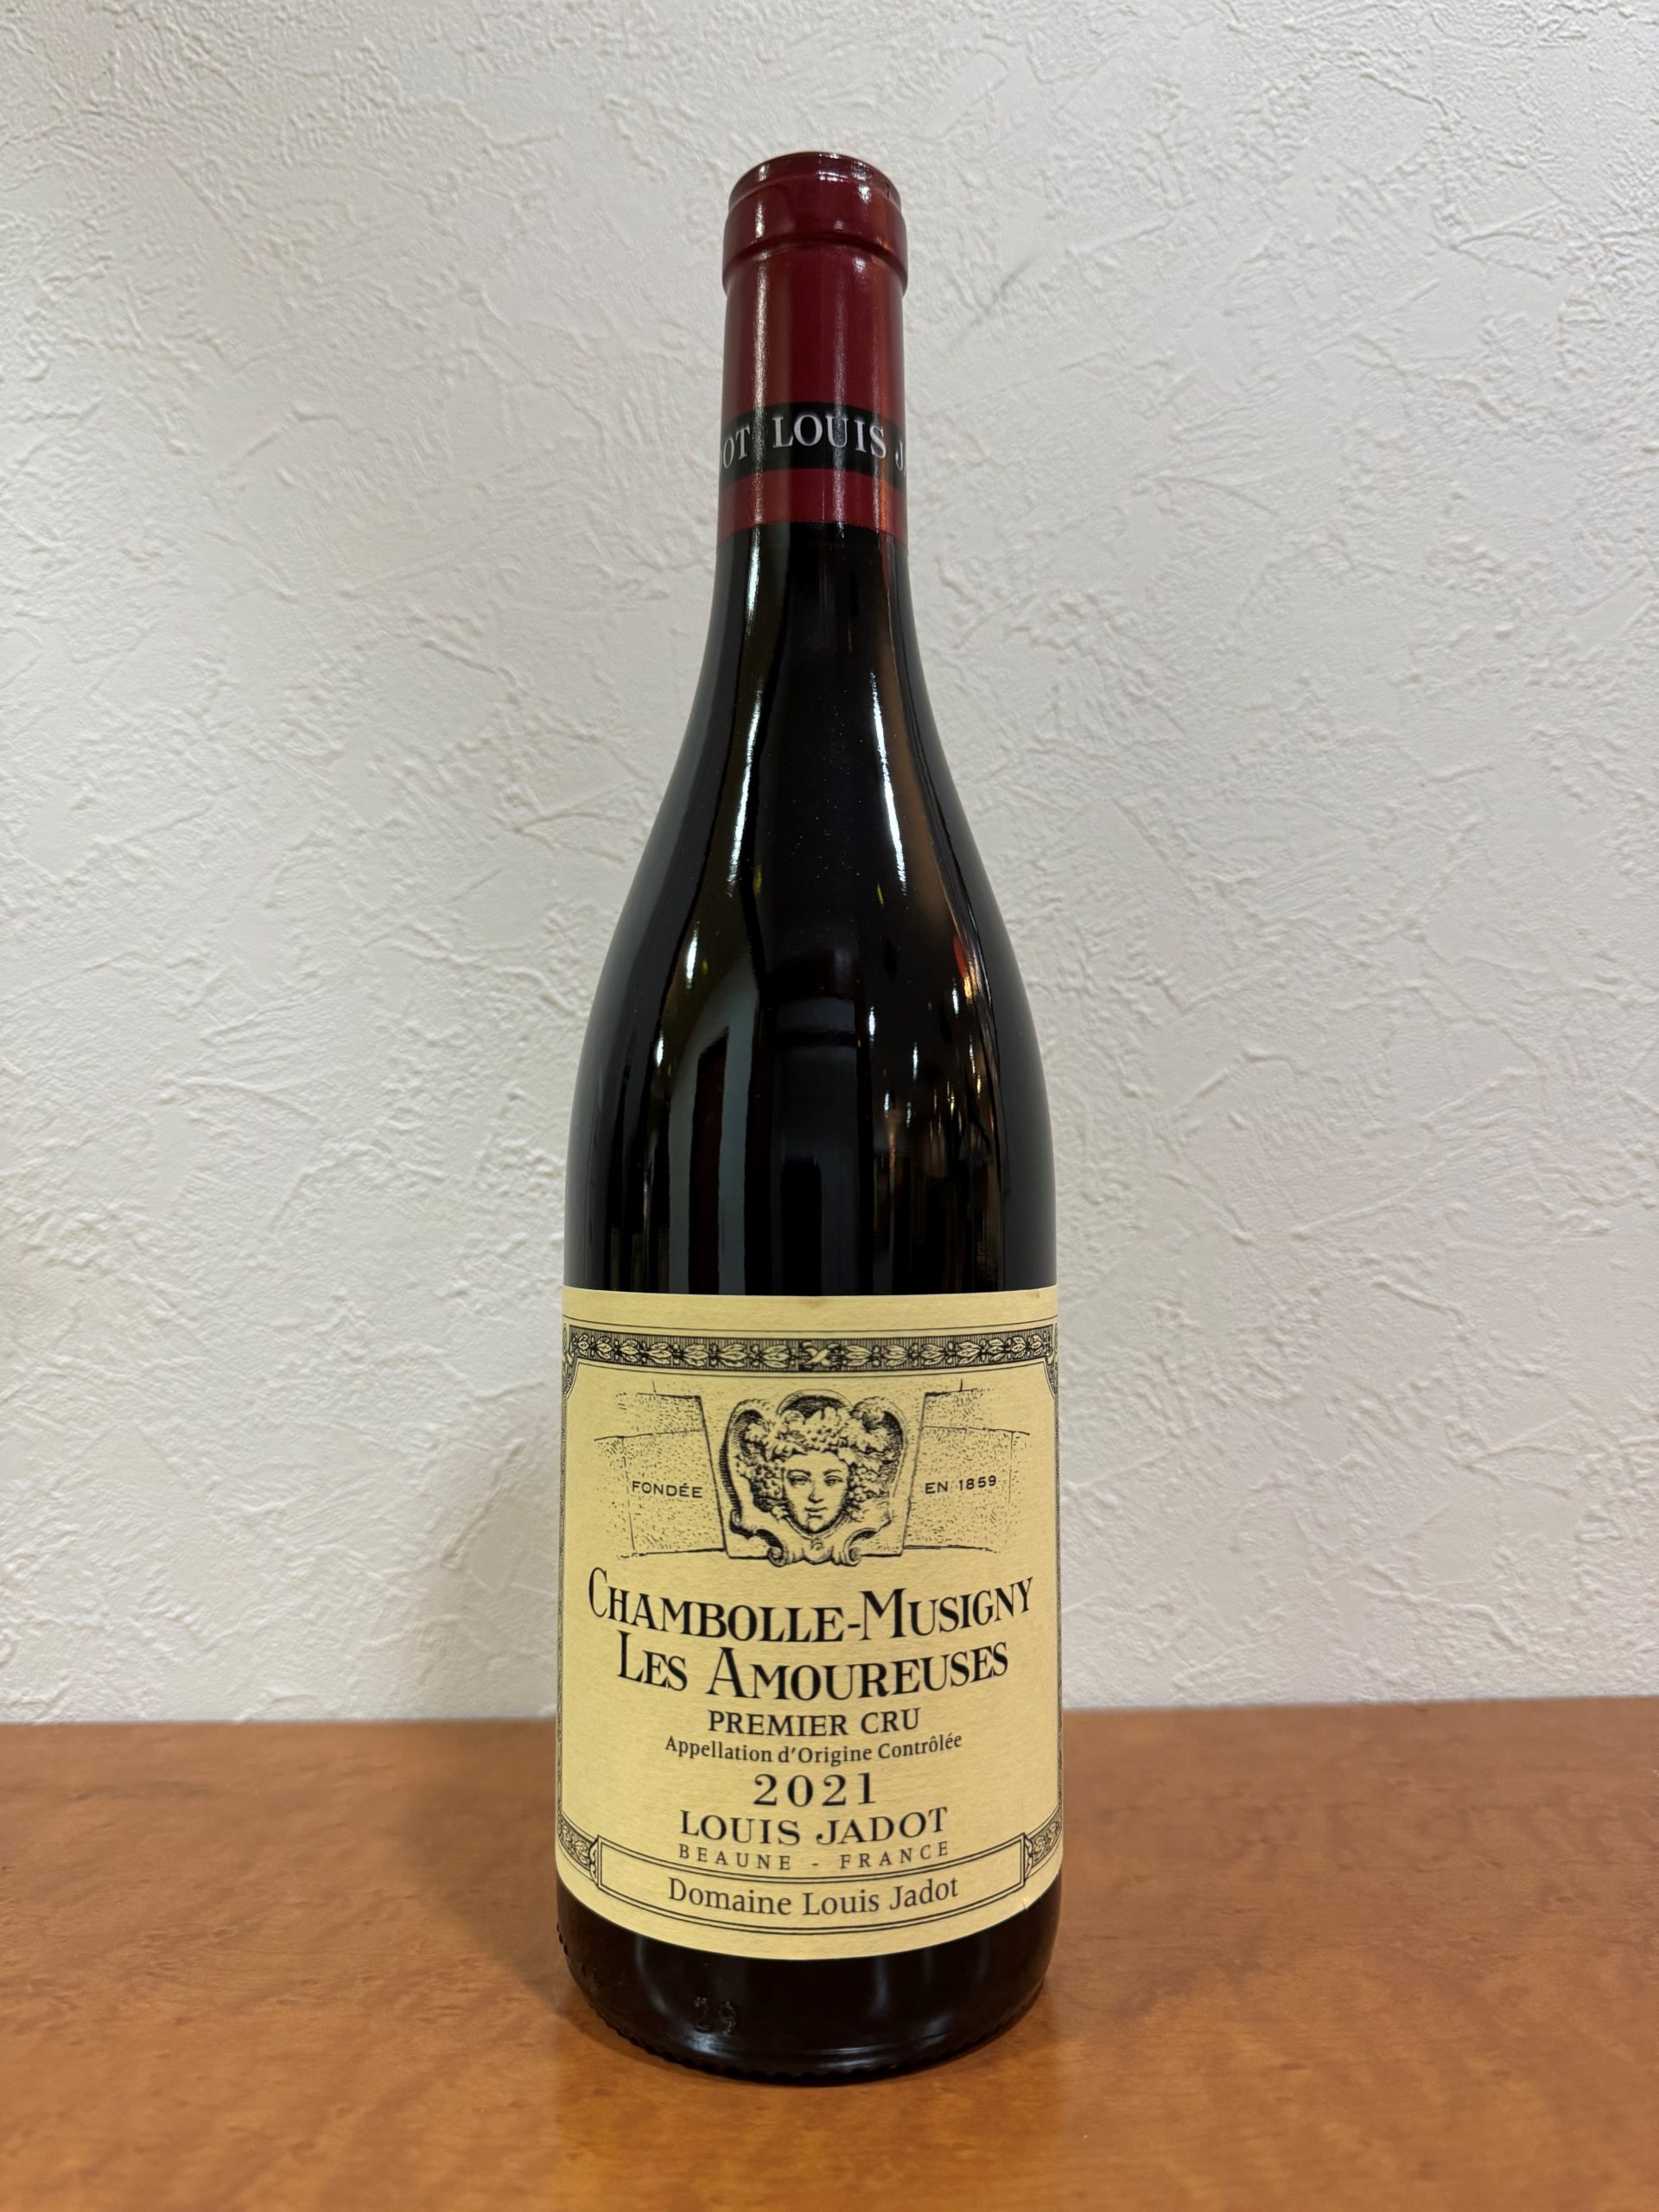 OT LOUIS J
FONDÉE EN 1859
CHAMBOLLE-MUSIGNY
LES AMOUREUSES
PREMIER CRU
Appellation d'Origine Contrôlée
2021
LOUIS JADOT
BEAUNE - FRANCE
Domaine Louis Jadot
29